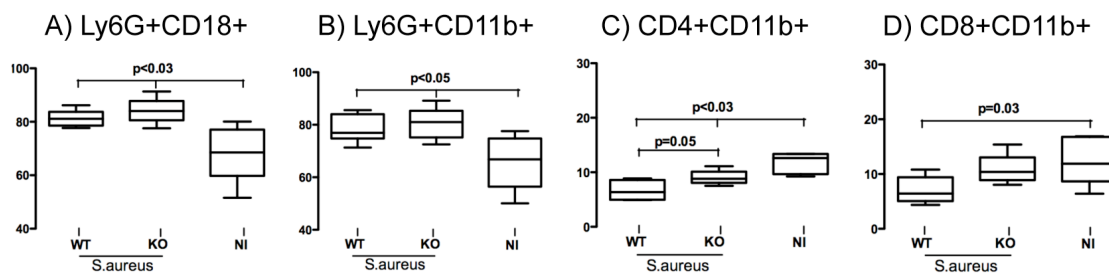 A) Ly6G+CD18+
100
80
60
40
p<0.03
WT
KO
NI
S.aureus
B) Ly6G+CD11b+
100
80
60
40
p<0.05
WT
KO
NI
S.aureus
C) CD4+CD11b+
30
20
10
0
p<0.03
p=0.05
WT
KO
NI
S.aureus
D) CD8+CD11b+
30
20
10
0
p=0.03
WT
KO
NI
S.aureus